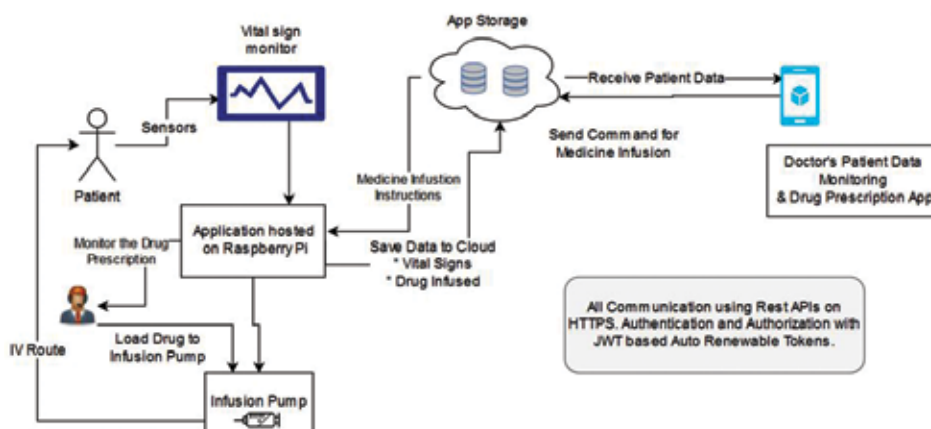 App Storage
Vital sign
monitor
Receive Patient Data
Sensors
Send Command for
Medicine Infusion
Patient
Medicine Infustion
Instructions
Doctor's Patient Data
Monitoring
& Drug Prescription App
Application hosted
on Raspberry Pi
Monitor the Drug
Prescription
Save Data to Cloud
* Vital Signs
* Drug Infused
All Communication using Rest APIs on
HTTPS. Authentication and Authorization with
JWT based Auto Renewable Tokens.
IV Route
Load Drug to
Infusion Pump
Infusion Pump